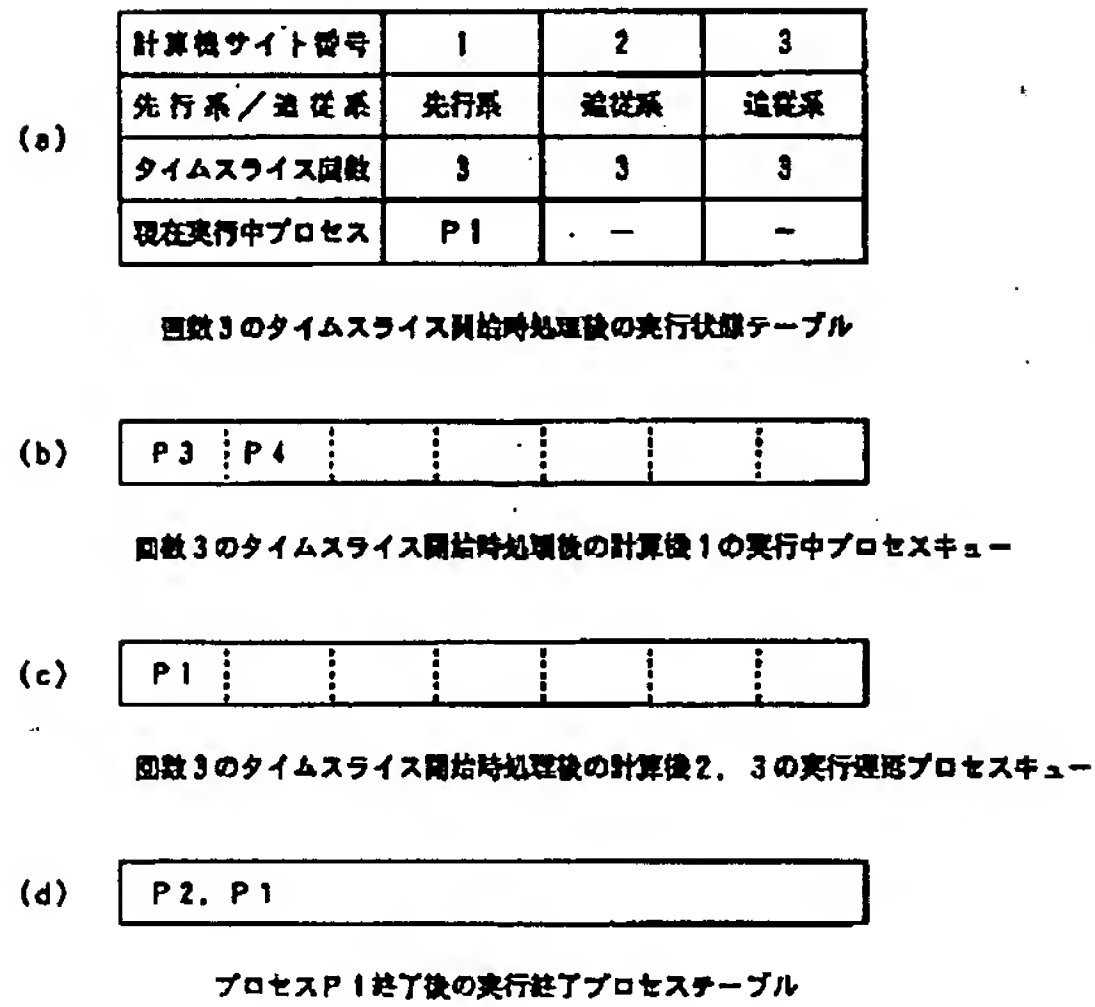 計算機サイト番号 1 2 3
先行系／追従系 先行系 追従系 追従系
(a)
タイムスライス回数 3 3 3
現在実行中プロセス P1 － －
回数3のタイムスライス開始時処理後の実行状態テーブル
(b) P3 P4
回数3のタイムスライス開始時処理後の計算機1の実行中プロセスキュー
(c) P1
回数3のタイムスライス開始時処理後の計算機2，3の実行遅延プロセスキュー
(d) P2，P1
プロセスP1終了後の実行終了プロセステーブル